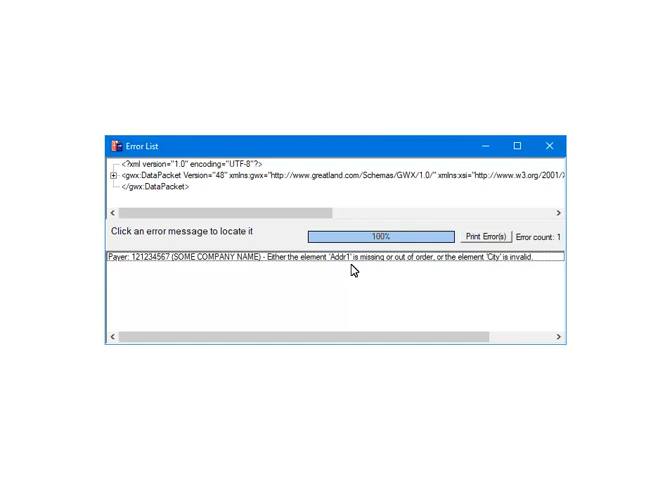 Error List
<?xml version="1.0" encoding="UTF-8"?>
<gwx:DataPacket Version="48" xmlns:gwx="http://www.greatland.com/Schemas/GWX/1.0/" xmlns:xsi="http://www.w3.org/2001/
</gwx:DataPacket>
Click an error message to locate it
100%
Print Error(s)
Error count: 1
Payer: 121234567 (SOME COMPANY NAME) - Either the element 'Addr1' is missing or out of order, or the element 'City' is invalid.